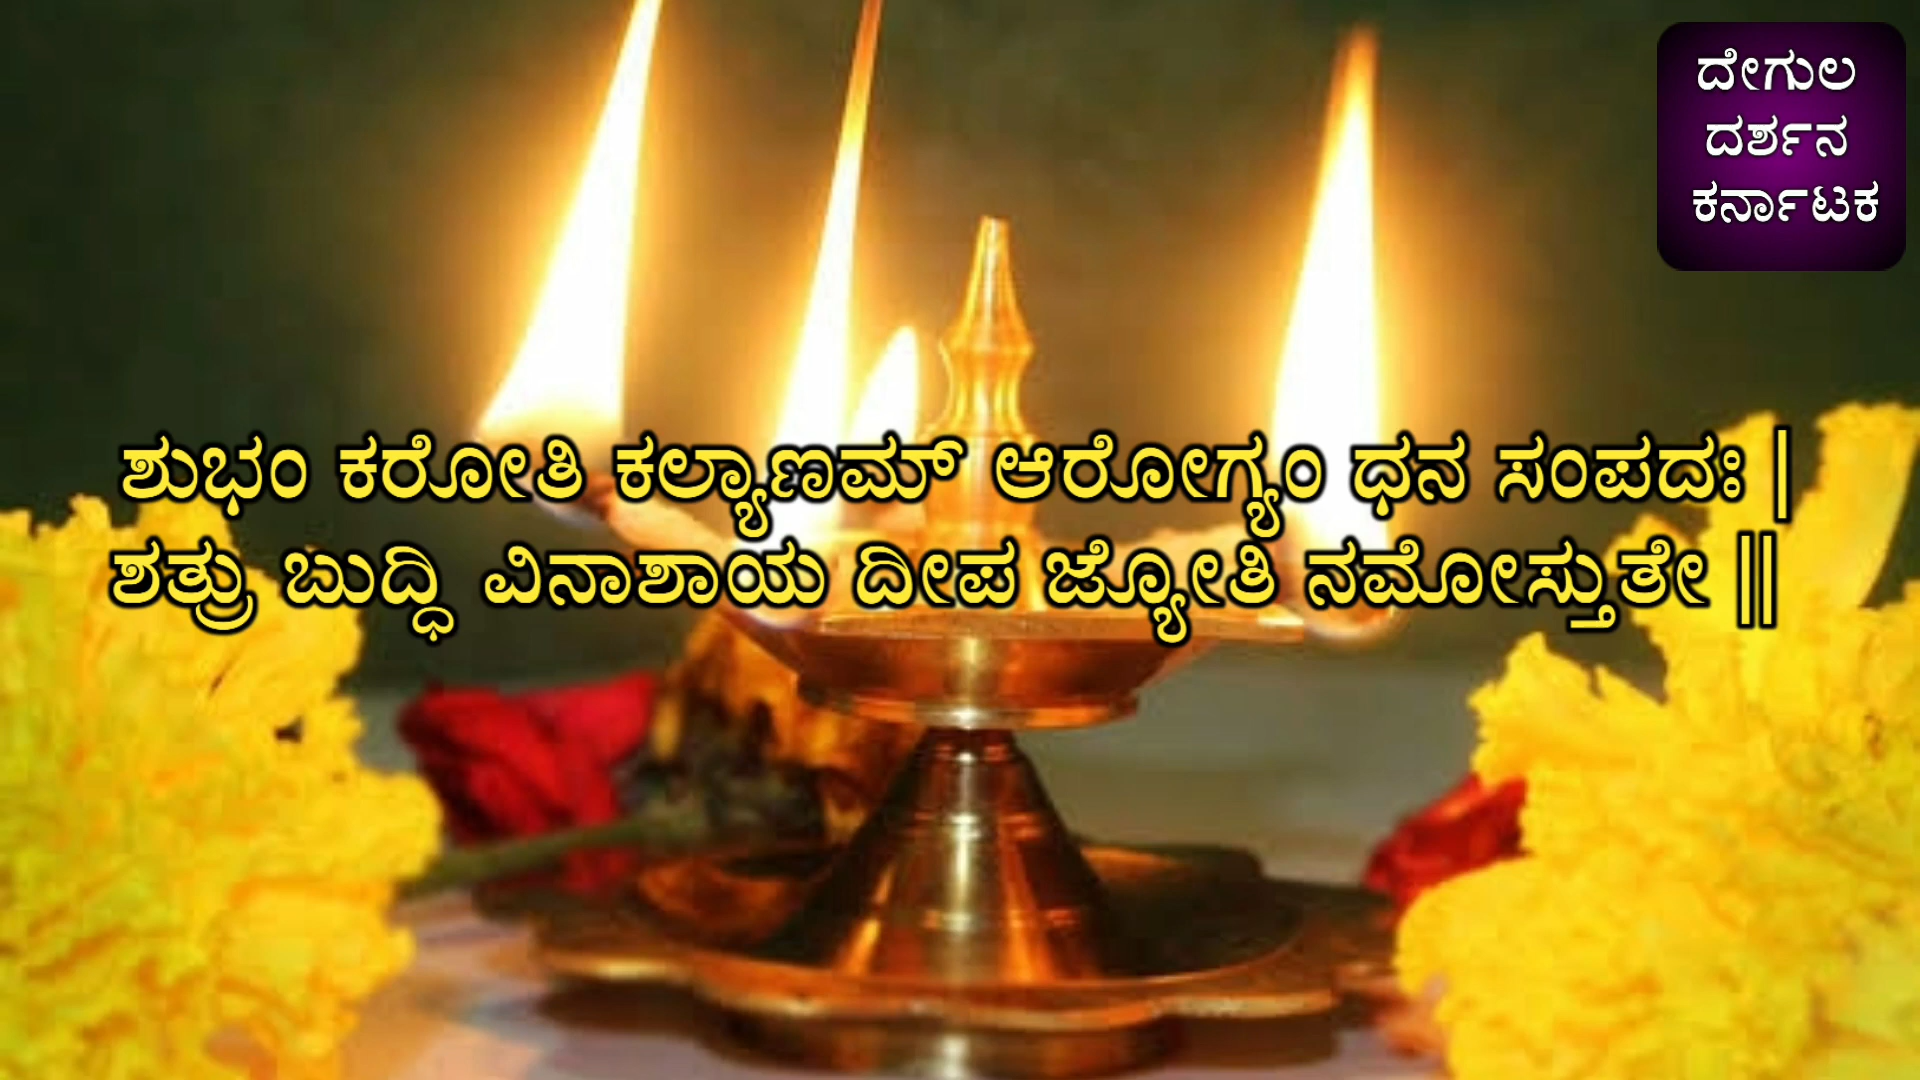 ದೇಗುಲ
ದರ್ಶನ
ಕರ್ನಾಟಕ
ಶುಭಂ ಕರೋತಿ ಕಲ್ಯಾಣಮ್ ಆರೋಗ್ಯಂ ಧನ ಸಂಪದಃ |
ಶತ್ರು ಬುದ್ಧಿ ವಿನಾಶಾಯ ದೀಪ ಜ್ಯೋತಿ ನಮೋಸ್ತುತೇ ||